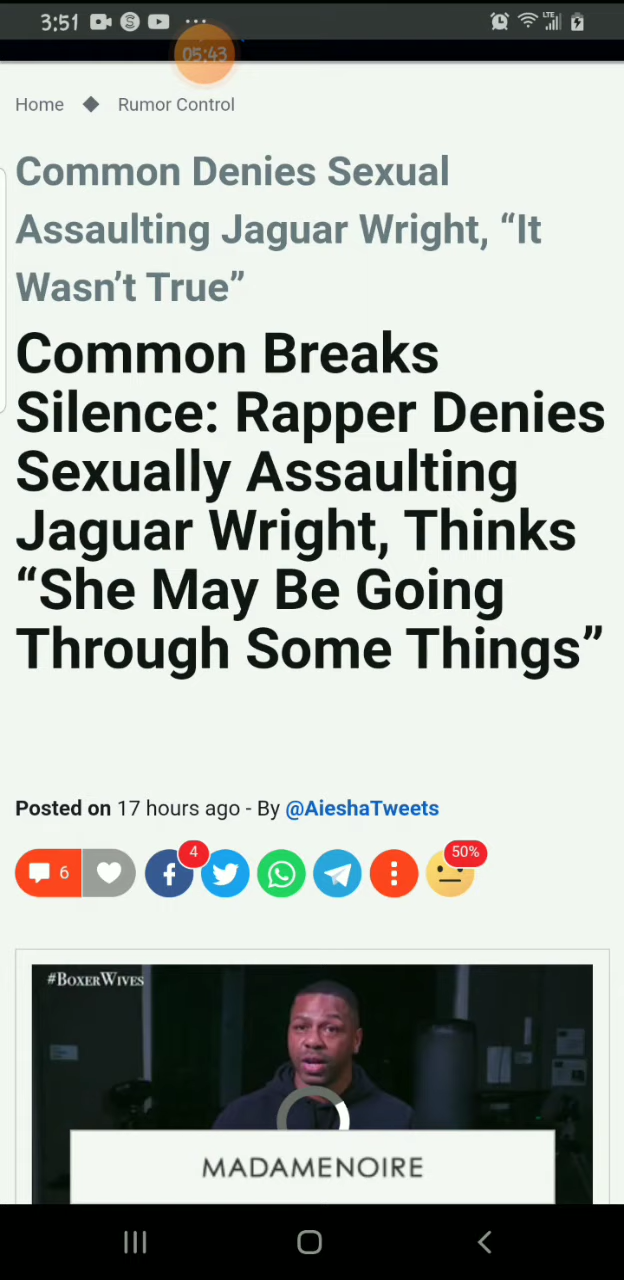 3:51
LTE
05:43
Home ◆ Rumor Control
Common Denies Sexual
Assaulting Jaguar Wright, “It
Wasn’t True”
Common Breaks
Silence: Rapper Denies
Sexually Assaulting
Jaguar Wright, Thinks
“She May Be Going
Through Some Things”
Posted on 17 hours ago - By @AieshaTweets
6
4
50%
#BOXERWIVES
MADAMENOIRE